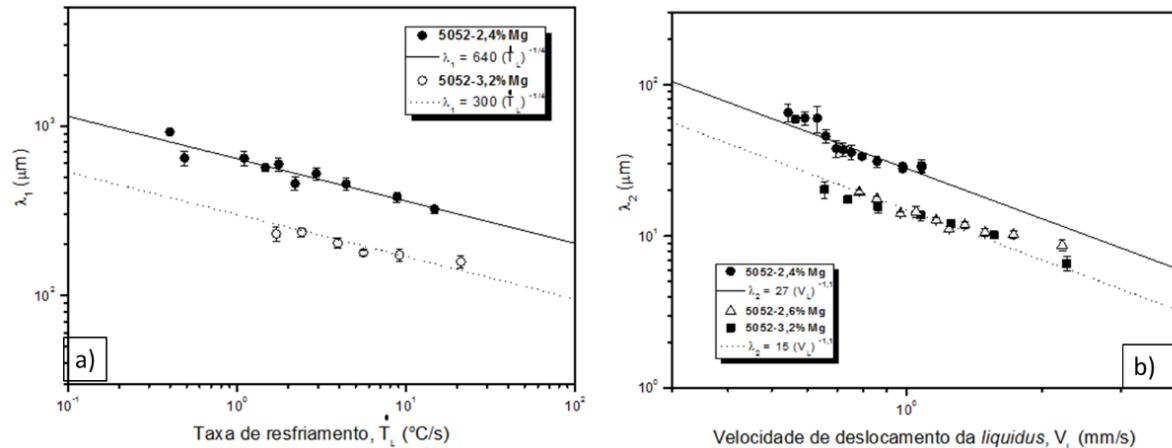 5052-2,4%Mg
λ₁ = 640 (Ṫ_L)^-1/4
5052-3,2%Mg
λ₁ = 300 (Ṫ_L)^-1/4
10³
10²
λ₁ (μm)
10⁻¹ 10⁰ 10¹ 10²
Taxa de resfriamento, Ṫ_L (°C/s)
a)
10²
10¹
10⁰
λ₂ (μm)
5052-2,4%Mg
λ₂ = 27 (V_L)^-1,1
5052-2,6%Mg
5052-3,2%Mg
λ₂ = 15 (V_L)^-1,1
10⁰
Velocidade de deslocamento da liquidus, V_L (mm/s)
b)